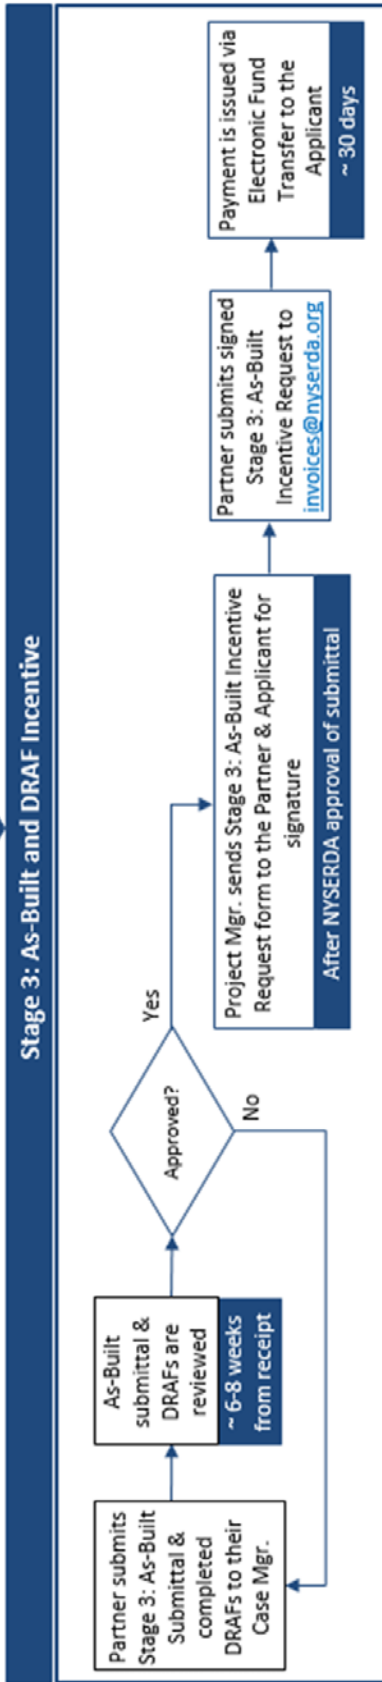 Stage 3: As-Built and DRAF Incentive
Partner submits
Stage 3: As-Built
Submittal &
completed
DRAFs to their
Case Mgr.
As-Built
submittal &
DRAFs are
reviewed
~ 6-8 weeks
from receipt
Approved?
Yes
No
Project Mgr. sends Stage 3: As-Built Incentive
Request form to the Partner & Applicant for
signature
After NYSERDA approval of submittal
Partner submits signed
Stage 3: As-Built
Incentive Request to
invoices@nyserda.org
Payment is issued via
Electronic Fund
Transfer to the
Applicant
~ 30 days